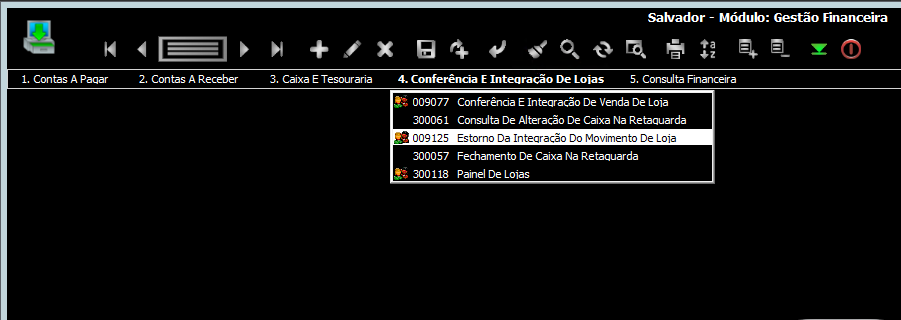 Salvador - Módulo: Gestão Financeira
1. Contas A Pagar
2. Contas A Receber
3. Caixa E Tesouraria
4. Conferência E Integração De Lojas
5. Consulta Financeira
009077 Conferência E Integração De Venda De Loja
300061 Consulta De Alteração De Caixa Na Retaguarda
009125 Estorno Da Integração Do Movimento De Loja
300057 Fechamento De Caixa Na Retaguarda
300118 Painel De Lojas